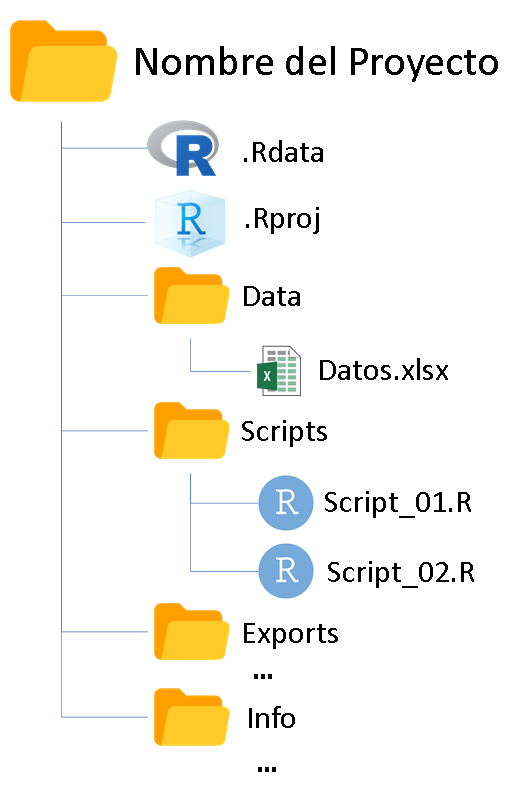 Nombre del Proyecto
R .Rdata
R .Rproj
Data
X Datos.xlsx
Scripts
R Script_01.R
R Script_02.R
Exports
...
Info
...